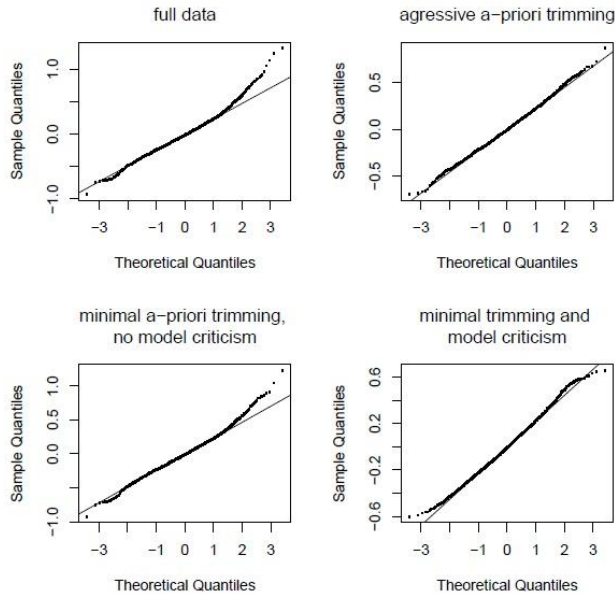 full data
agressive a-priori trimming
Sample Quantiles
1.0
0.0
-1.0
-3 -2 -1 0 1 2 3
Theoretical Quantiles
Sample Quantiles
0.5
0.0
-0.5
-3 -2 -1 0 1 2 3
Theoretical Quantiles
minimal a-priori trimming,
no model criticism
minimal trimming and
model criticism
Sample Quantiles
1.0
0.5
0.0
-1.0
-3 -2 -1 0 1 2 3
Theoretical Quantiles
Sample Quantiles
0.6
0.2
-0.2
-0.6
-3 -2 -1 0 1 2 3
Theoretical Quantiles